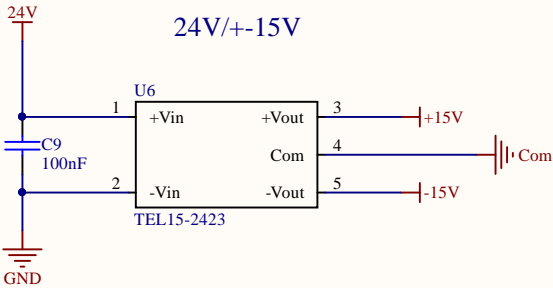 24V
24V/+-15V
U6
1
+Vin
+Vout
3
+15V
C9
100nF
Com
4
Com
2
-Vin
-Vout
5
-15V
TEL15-2423
GND